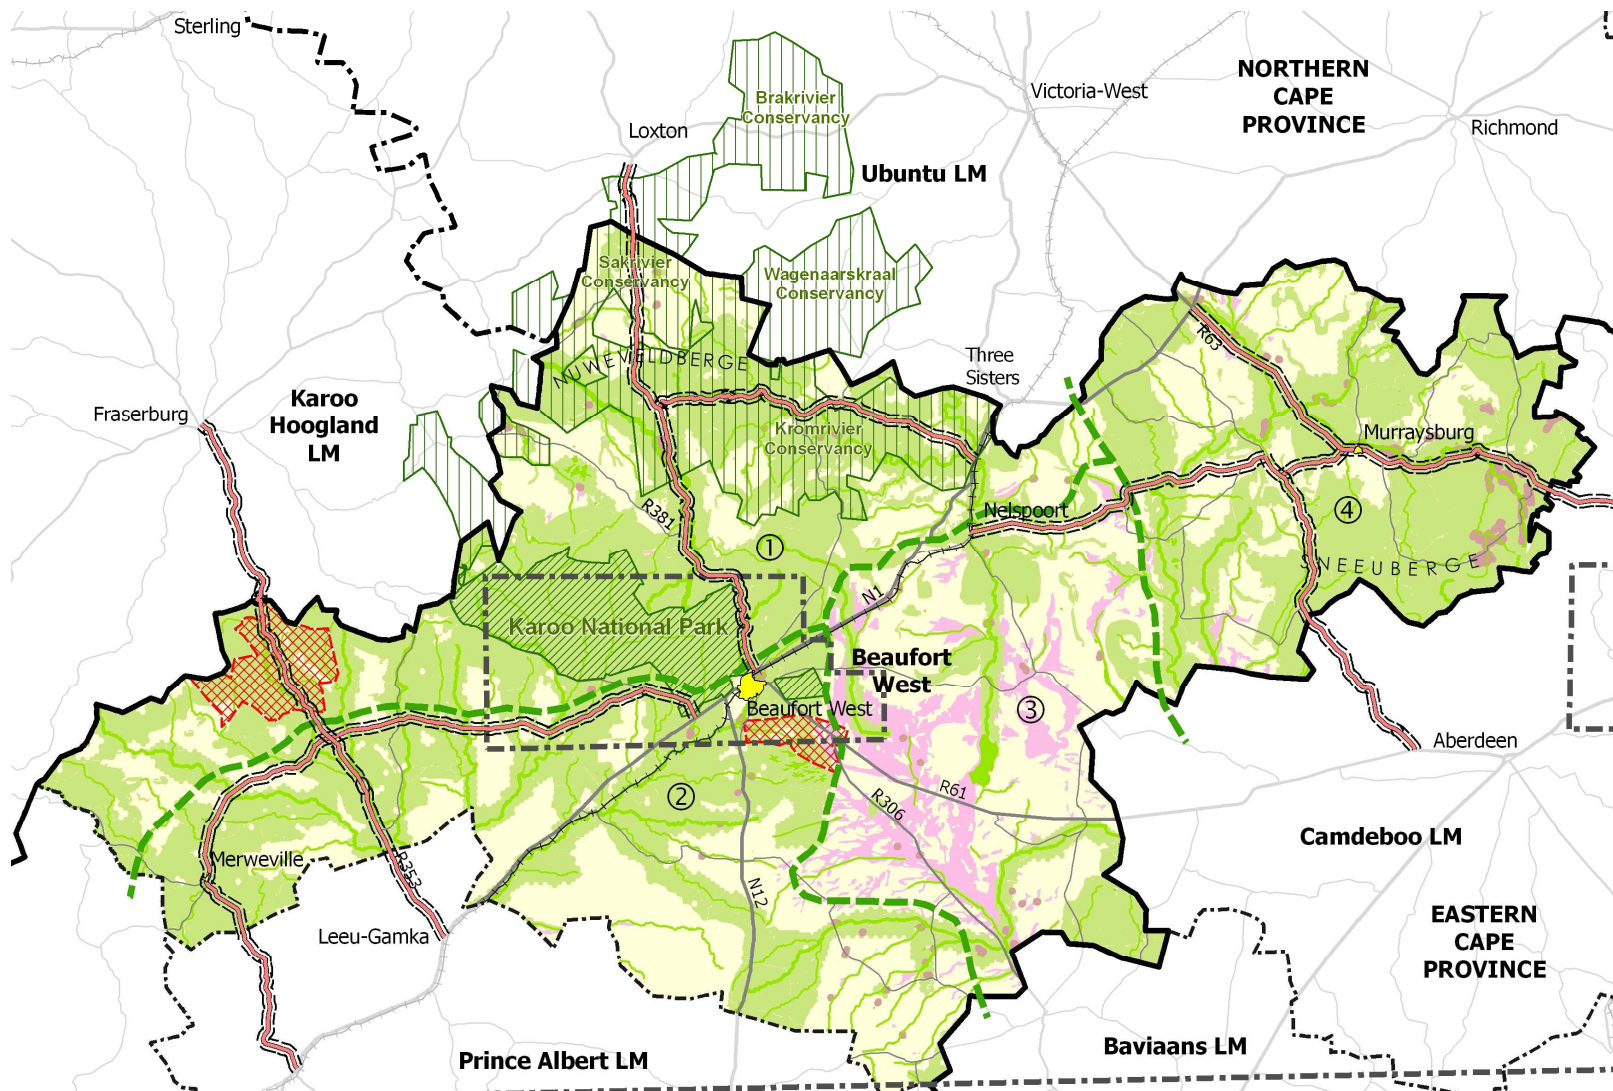 Sterling
NORTHERN
CAPE
PROVINCE
Victoria-West
Brakrivier
Conservancy
Loxton
Richmond
Ubuntu LM
Sakrivier
Conservancy
Wagenaarskraal
Conservancy
R63
NUWEVELDBERGE
Three
Sisters
Karoo
Hoogland
LM
Fraserburg
Kromrivier
Conservancy
Murraysburg
R381
Nelspoort
4
1
SNEEUBERGE
N1
Karoo National Park
Beaufort
West
Beaufort West
3
Aberdeen
2
R61
R306
Camdeboo LM
Merweville
R353
N12
Leeu-Gamka
EASTERN
CAPE
PROVINCE
Prince Albert LM
Baviaans LM